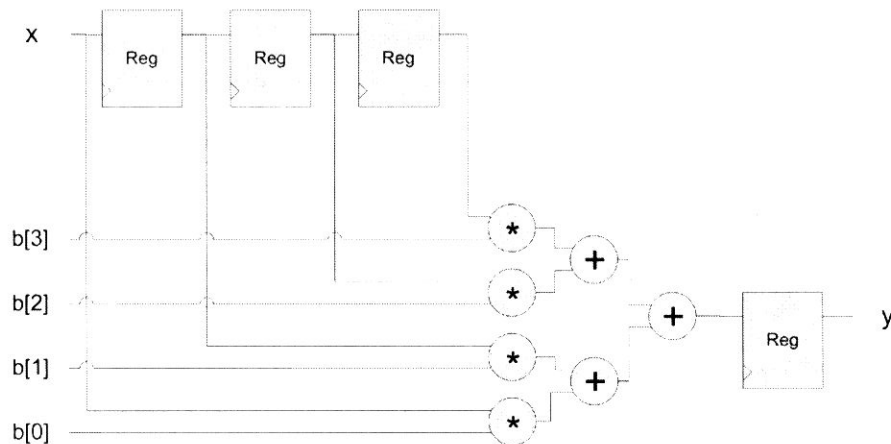 x
Reg
Reg
Reg
b[3]
*
+
b[2]
*
+
y
Reg
b[1]
*
+
b[0]
*